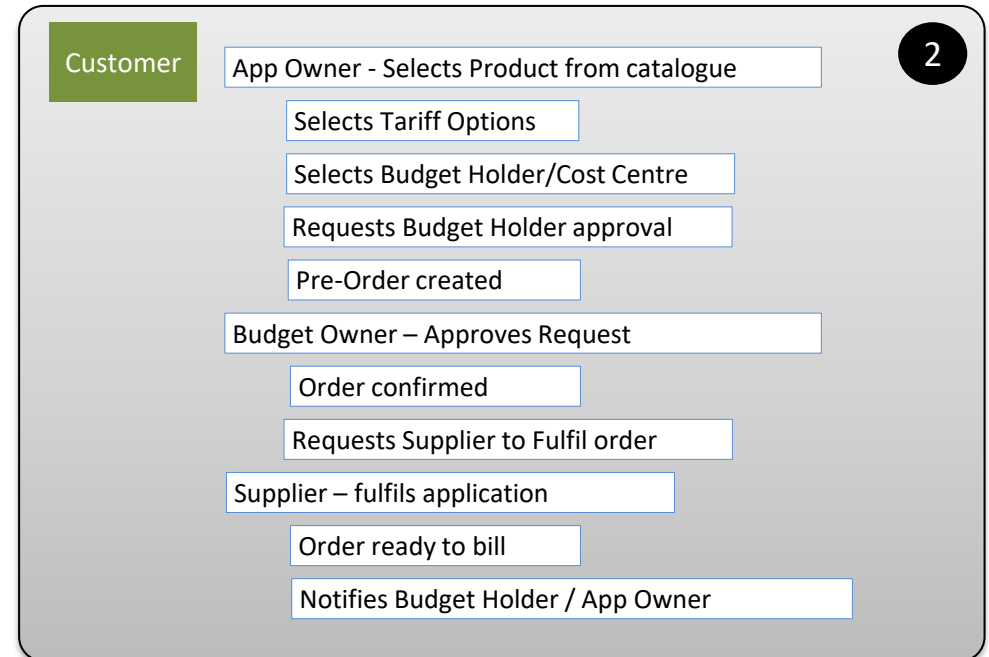 Customer
2
App Owner - Selects Product from catalogue
Selects Tariff Options
Selects Budget Holder/Cost Centre
Requests Budget Holder approval
Pre-Order created
Budget Owner – Approves Request
Order confirmed
Requests Supplier to Fulfil order
Supplier – fulfils application
Order ready to bill
Notifies Budget Holder / App Owner